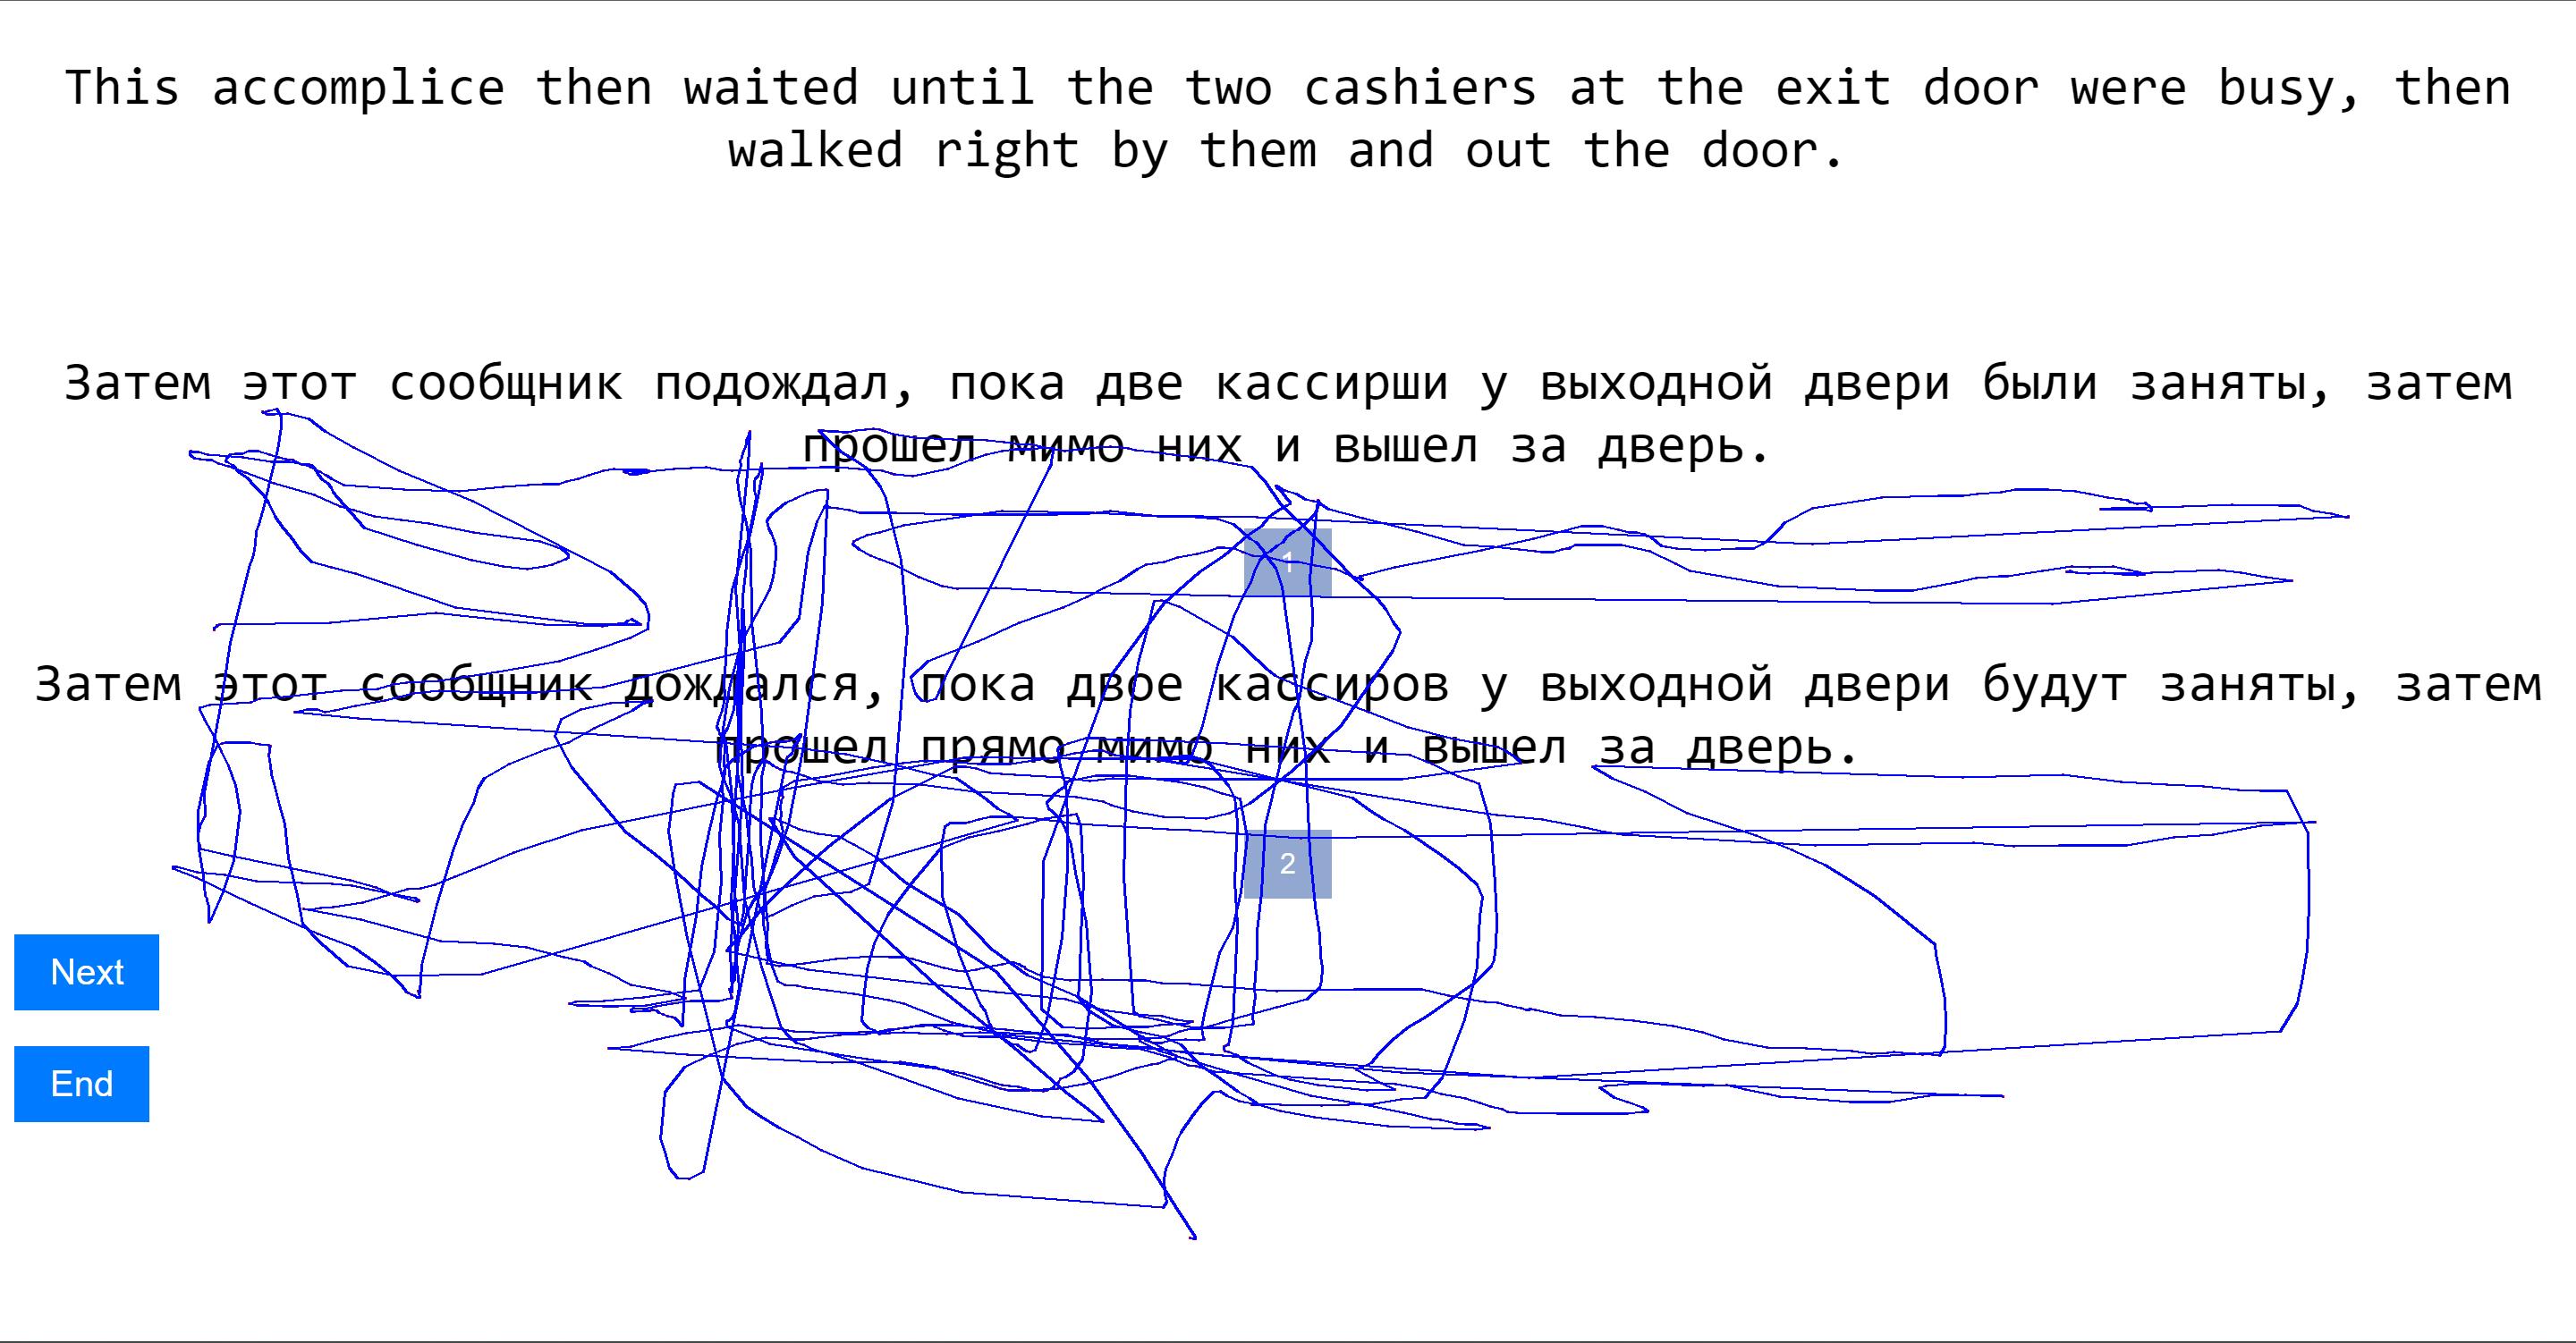 This accomplice then waited until the two cashiers at the exit door were busy, then
walked right by them and out the door.
Затем этот сообщник подождал, пока две кассирши у выходной двери были заняты, затем
прошел мимо них и вышел за дверь.
1
Затем этот сообщник дождался, пока двое кассиров у выходной двери будут заняты, затем
прошел прямо мимо них и вышел за дверь.
2
Next
End